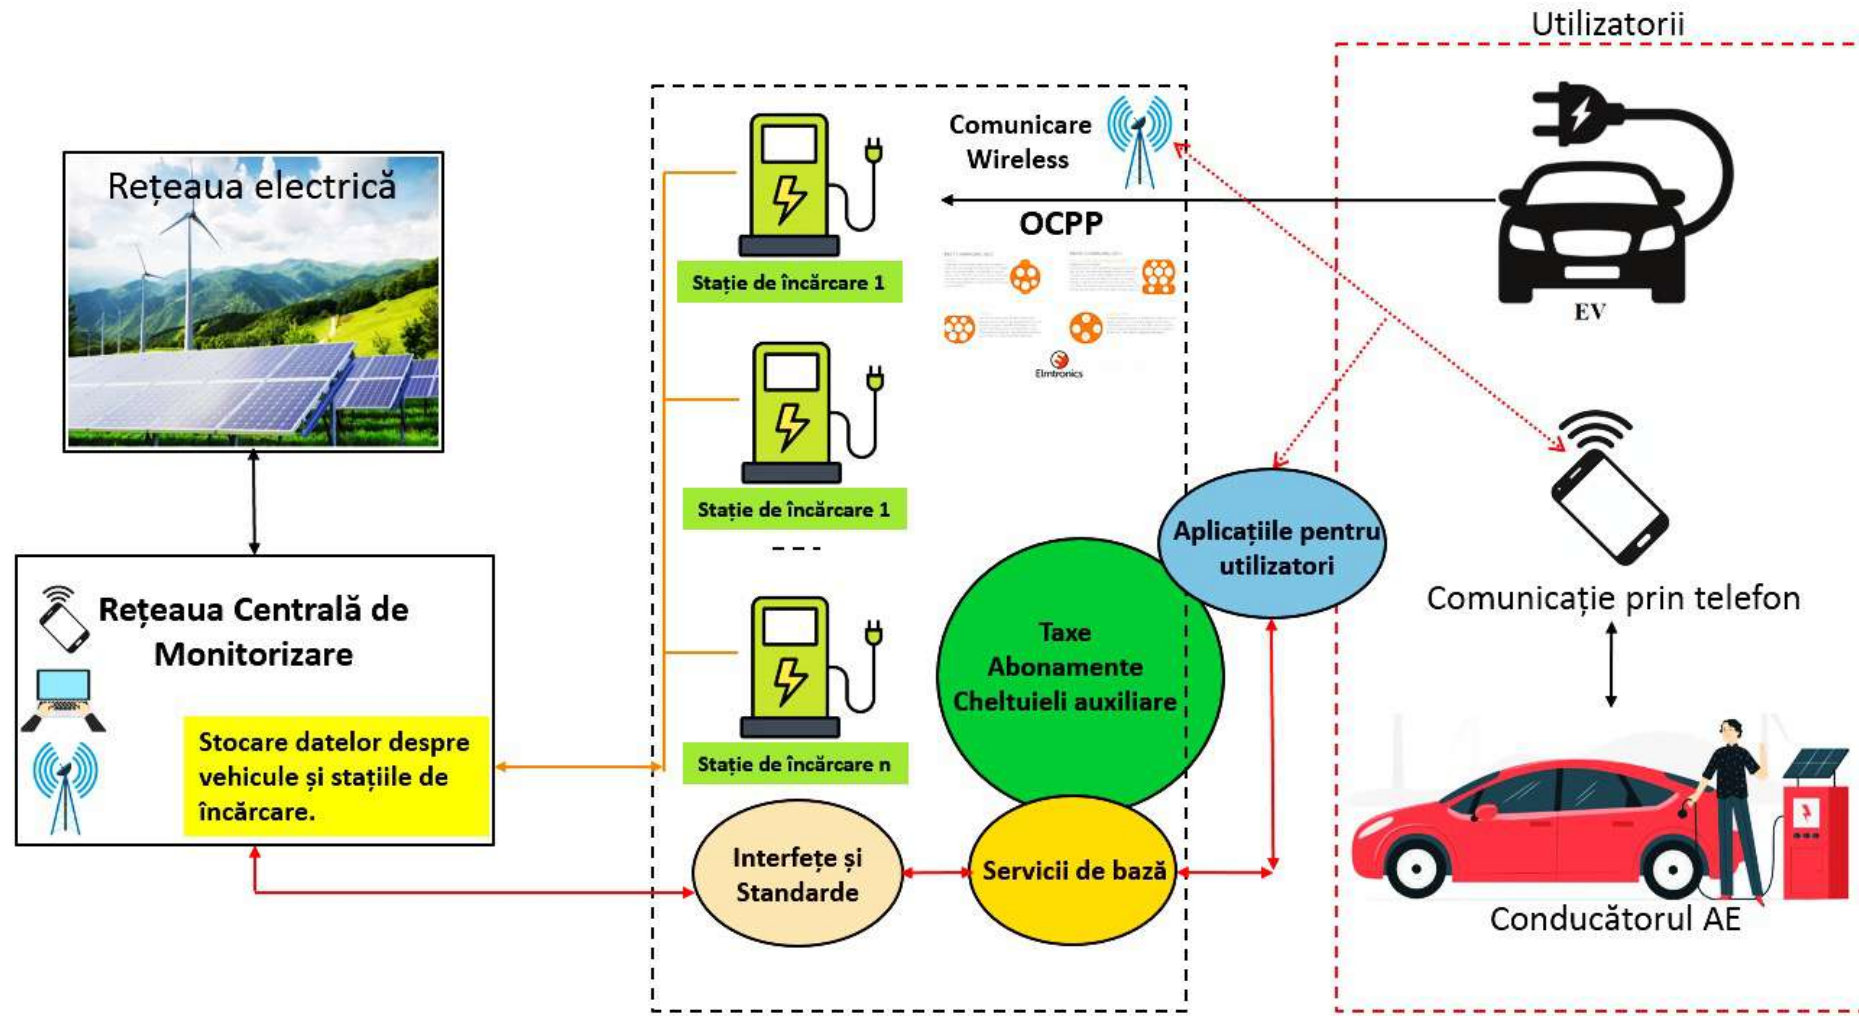 Utilizatorii
Rețeaua electrică
Comunicare
Wireless
OCPP
Stație de încărcare 1
Elmtronics
EV
Stație de încărcare 1
Aplicațiile pentru
utilizatori
Comunicație prin telefon
Rețeaua Centrală de
Monitorizare
Taxe
Abonamente
Cheltuieli auxiliare
Stocare datelor despre
vehicule și stațiile de
încărcare.
Stație de încărcare n
Interfețe și
Standarde
Servicii de bază
Conducătorul AE